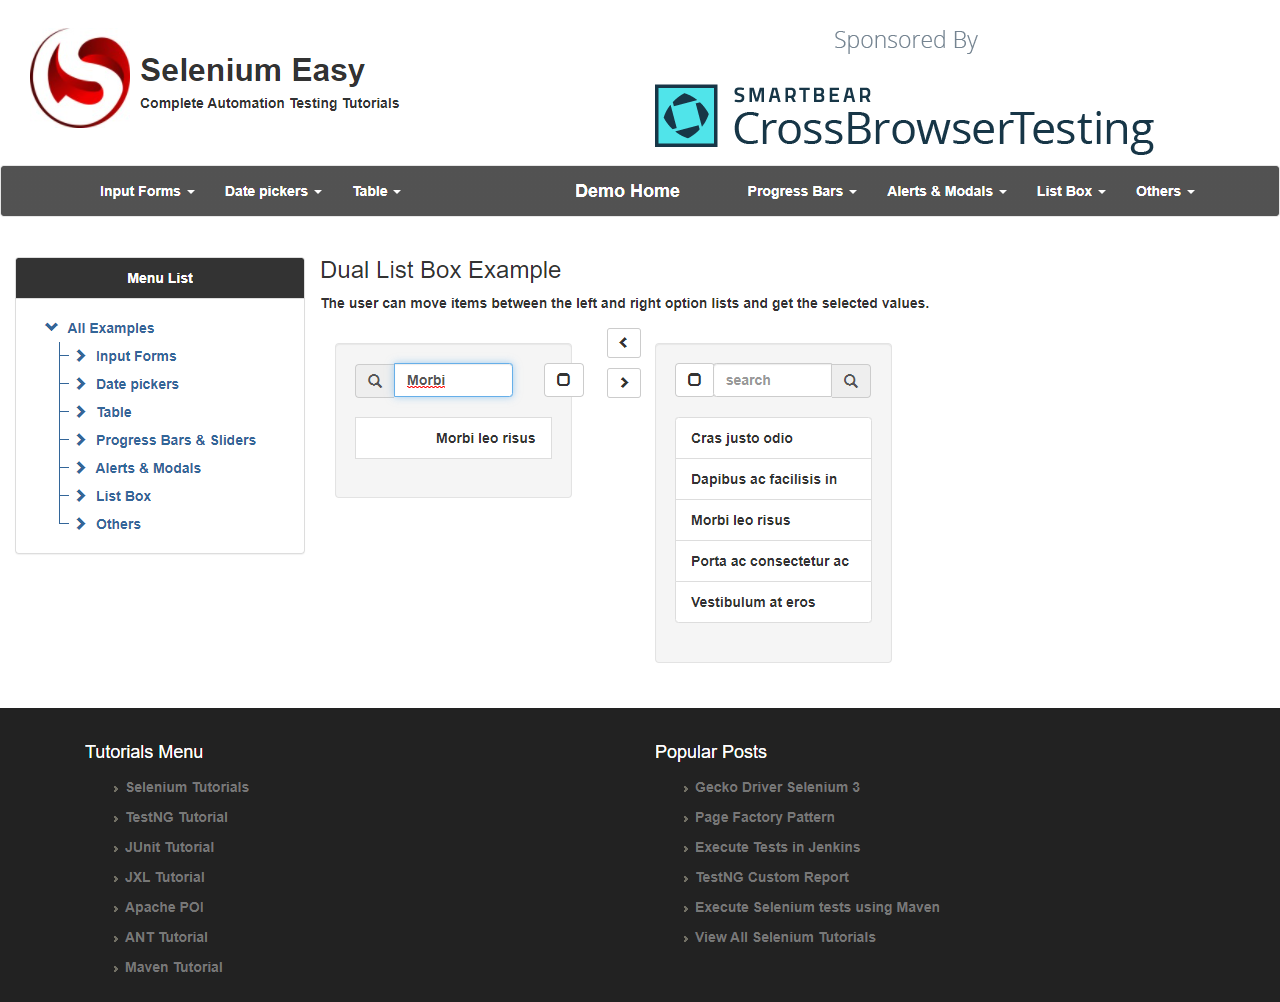 Selenium Easy
Complete Automation Testing Tutorials
Sponsored By
SMARTBEAR
CrossBrowserTesting
Input Forms
Date pickers
Table
Demo Home
Progress Bars
Alerts & Modals
List Box
Others
Menu List
All Examples
Input Forms
Date pickers
Table
Progress Bars & Sliders
Alerts & Modals
List Box
Others
Dual List Box Example
The user can move items between the left and right option lists and get the selected values.
Morbi
Morbi leo risus
search
Cras justo odio
Dapibus ac facilisis in
Morbi leo risus
Porta ac consectetur ac
Vestibulum at eros
Tutorials Menu
Selenium Tutorials
TestNG Tutorial
JUnit Tutorial
JXL Tutorial
Apache POI
ANT Tutorial
Maven Tutorial
Popular Posts
Gecko Driver Selenium 3
Page Factory Pattern
Execute Tests in Jenkins
TestNG Custom Report
Execute Selenium tests using Maven
View All Selenium Tutorials